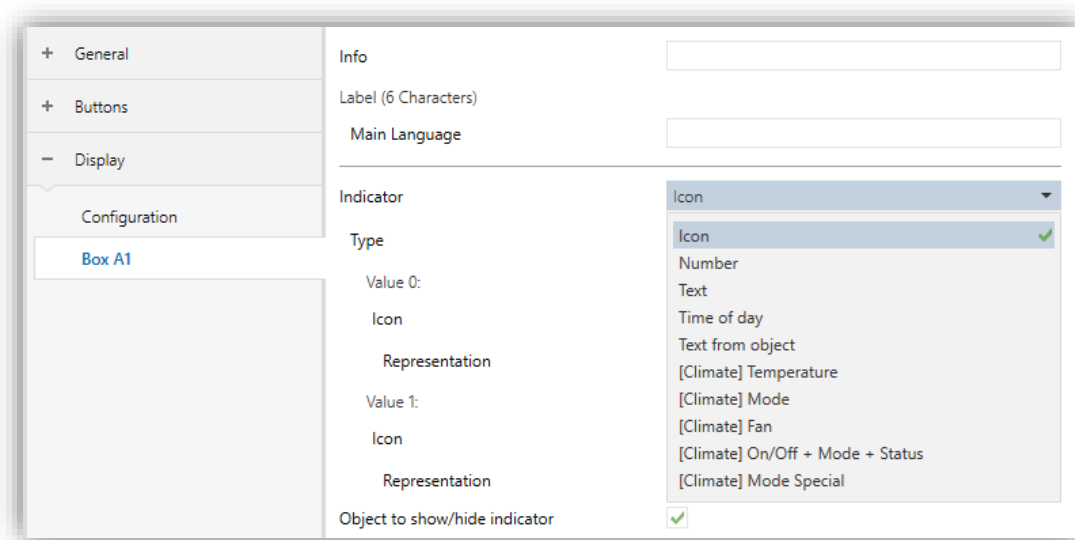 General
Buttons
Display
Configuration
Box A1
Info
Label (6 Characters)
Main Language
Indicator
Icon
Type
Value 0:
Icon
Representation
Value 1:
Icon
Representation
Object to show/hide indicator
Icon
Number
Text
Time of day
Text from object
[Climate] Temperature
[Climate] Mode
[Climate] Fan
[Climate] On/Off + Mode + Status
[Climate] Mode Special